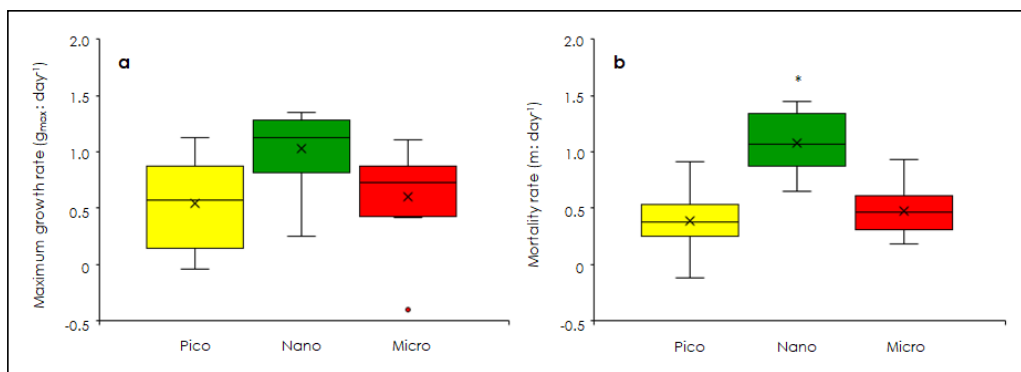 a
Maximum growth rate (gmax: day-1)
2.0
1.5
1.0
0.5
0
-0.5
Pico Nano Micro
b
Mortality rate (m: day-1)
2.0
1.5
1.0
0.5
0
-0.5
Pico Nano Micro